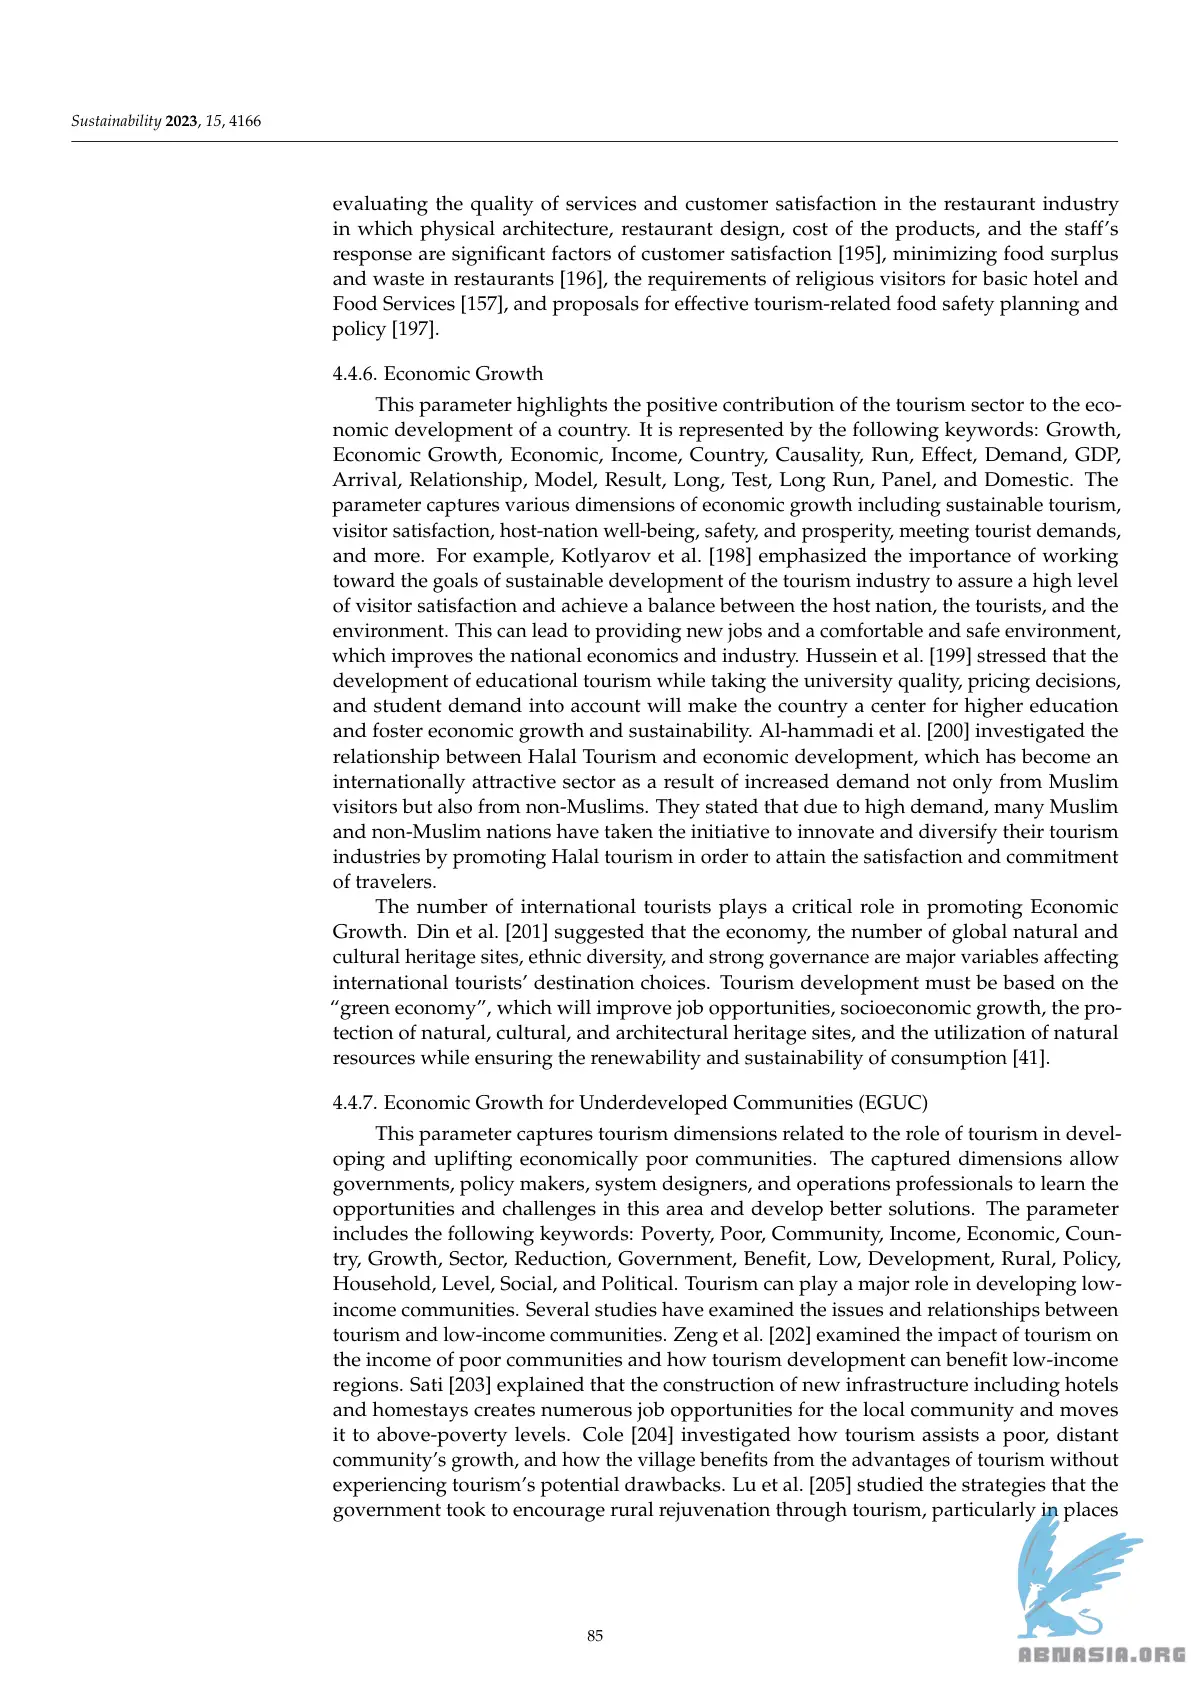 Sustainability 2023, 15, 4166
evaluating the quality of services and customer satisfaction in the restaurant industry
in which physical architecture, restaurant design, cost of the products, and the staff's
response are significant factors of customer satisfaction [195], minimizing food surplus
and waste in restaurants [196], the requirements of religious visitors for basic hotel and
Food Services [157], and proposals for effective tourism-related food safety planning and
policy [197].
4.4.6. Economic Growth
This parameter highlights the positive contribution of the tourism sector to the eco-
nomic development of a country. It is represented by the following keywords: Growth,
Economic Growth, Economic, Income, Country, Causality, Run, Effect, Demand, GDP,
Arrival, Relationship, Model, Result, Long, Test, Long Run, Panel, and Domestic. The
parameter captures various dimensions of economic growth including sustainable tourism,
visitor satisfaction, host-nation well-being, safety, and prosperity, meeting tourist demands,
and more. For example, Kotlyarov et al. [198] emphasized the importance of working
toward the goals of sustainable development of the tourism industry to assure a high level
of visitor satisfaction and achieve a balance between the host nation, the tourists, and the
environment. This can lead to providing new jobs and a comfortable and safe environment,
which improves the national economics and industry. Hussein et al. [199] stressed that the
development of educational tourism while taking the university quality, pricing decisions,
and student demand into account will make the country a center for higher education
and foster economic growth and sustainability. Al-hammadi et al. [200] investigated the
relationship between Halal Tourism and economic development, which has become an
internationally attractive sector as a result of increased demand not only from Muslim
visitors but also from non-Muslims. They stated that due to high demand, many Muslim
and non-Muslim nations have taken the initiative to innovate and diversify their tourism
industries by promoting Halal tourism in order to attain the satisfaction and commitment
of travelers.
The number of international tourists plays a critical role in promoting Economic
Growth. Din et al. [201] suggested that the economy, the number of global natural and
cultural heritage sites, ethnic diversity, and strong governance are major variables affecting
international tourists' destination choices. Tourism development must be based on the
"green economy", which will improve job opportunities, socioeconomic growth, the pro-
tection of natural, cultural, and architectural heritage sites, and the utilization of natural
resources while ensuring the renewability and sustainability of consumption [41].
4.4.7. Economic Growth for Underdeveloped Communities (EGUC)
This parameter captures tourism dimensions related to the role of tourism in devel-
oping and uplifting economically poor communities. The captured dimensions allow
governments, policy makers, system designers, and operations professionals to learn the
opportunities and challenges in this area and develop better solutions. The parameter
includes the following keywords: Poverty, Poor, Community, Income, Economic, Coun-
try, Growth, Sector, Reduction, Government, Benefit, Low, Development, Rural, Policy,
Household, Level, Social, and Political. Tourism can play a major role in developing low-
income communities. Several studies have examined the issues and relationships between
tourism and low-income communities. Zeng et al. [202] examined the impact of tourism on
the income of poor communities and how tourism development can benefit low-income
regions. Sati [203] explained that the construction of new infrastructure including hotels
and homestays creates numerous job opportunities for the local community and moves
it to above-poverty levels. Cole [204] investigated how tourism assists a poor, distant
community's growth, and how the village benefits from the advantages of tourism without
experiencing tourism's potential drawbacks. Lu et al. [205] studied the strategies that the
government took to encourage rural rejuvenation through tourism, particularly in places
85
ABNASIA.ORG